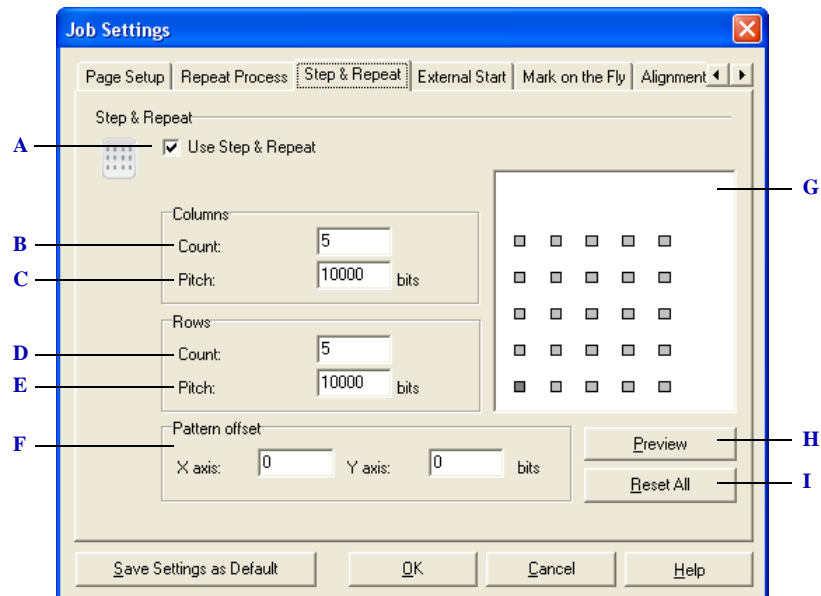 Job Settings
Page Setup Repeat Process Step & Repeat External Start Mark on the Fly Alignment
Step & Repeat
A Use Step & Repeat
G
Columns
B Count: 5
C Pitch: 10000 bits
Rows
D Count: 5
E Pitch: 10000 bits
F Pattern offset
X axis: 0 Y axis: 0 bits
Preview H
Reset All I
Save Settings as Default OK Cancel Help